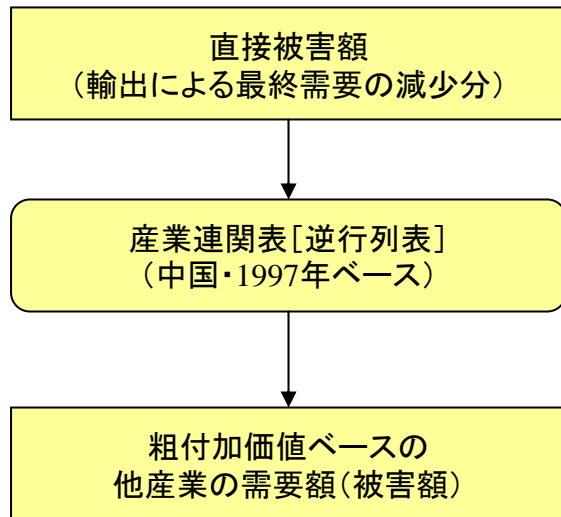 直接被害額
（輸出による最終需要の減少分）
産業連関表［逆行列表］
（中国・1997年ベース）
粗付加価値ベースの
他産業の需要額（被害額）